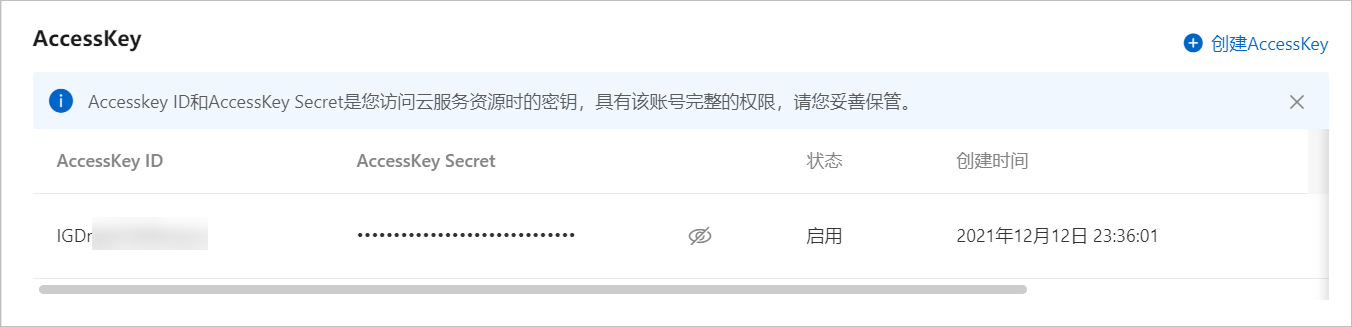 AccessKey
创建AccessKey
Accesskey ID和AccessKey Secret是您访问云服务资源时的密钥，具有该账号完整的权限，请您妥善保管。
AccessKey ID AccessKey Secret 状态 创建时间
IGDr •••••••••••••••••••••••••••••• 启用 2021年12月12日 23:36:01